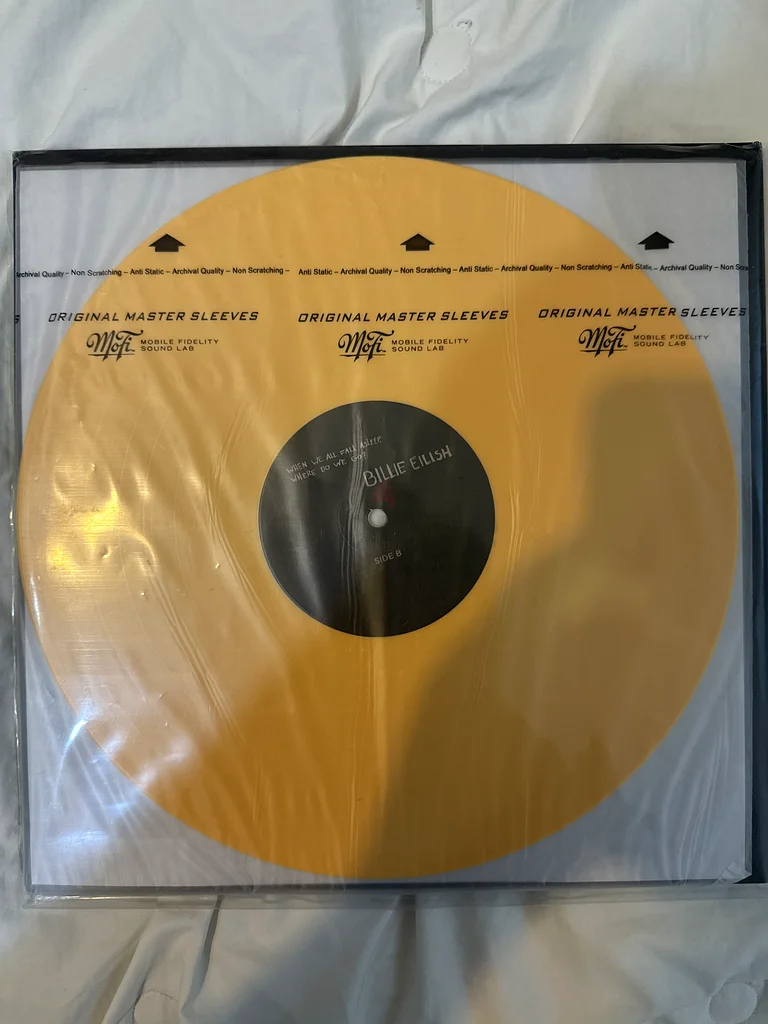 Archival Quality – Non Scratching – Anti Static – Archival Quality – Non Scratching – Anti Static – Archival Quality – Non Scratching – Anti Static – Archival Quality – Non
S ORIGINAL MASTER SLEEVES ORIGINAL MASTER SLEEVES ORIGINAL MASTER SLEEVES
MoFi MOBILE FIDELITY MoFi MOBILE FIDELITY MoFi MOBILE FIDELITY
SOUND LAB SOUND LAB SOUND LAB
WHEN WE ALL FALL ASLEEP
WHERE DO WE GO?
BILLIE EILISH
SIDE B